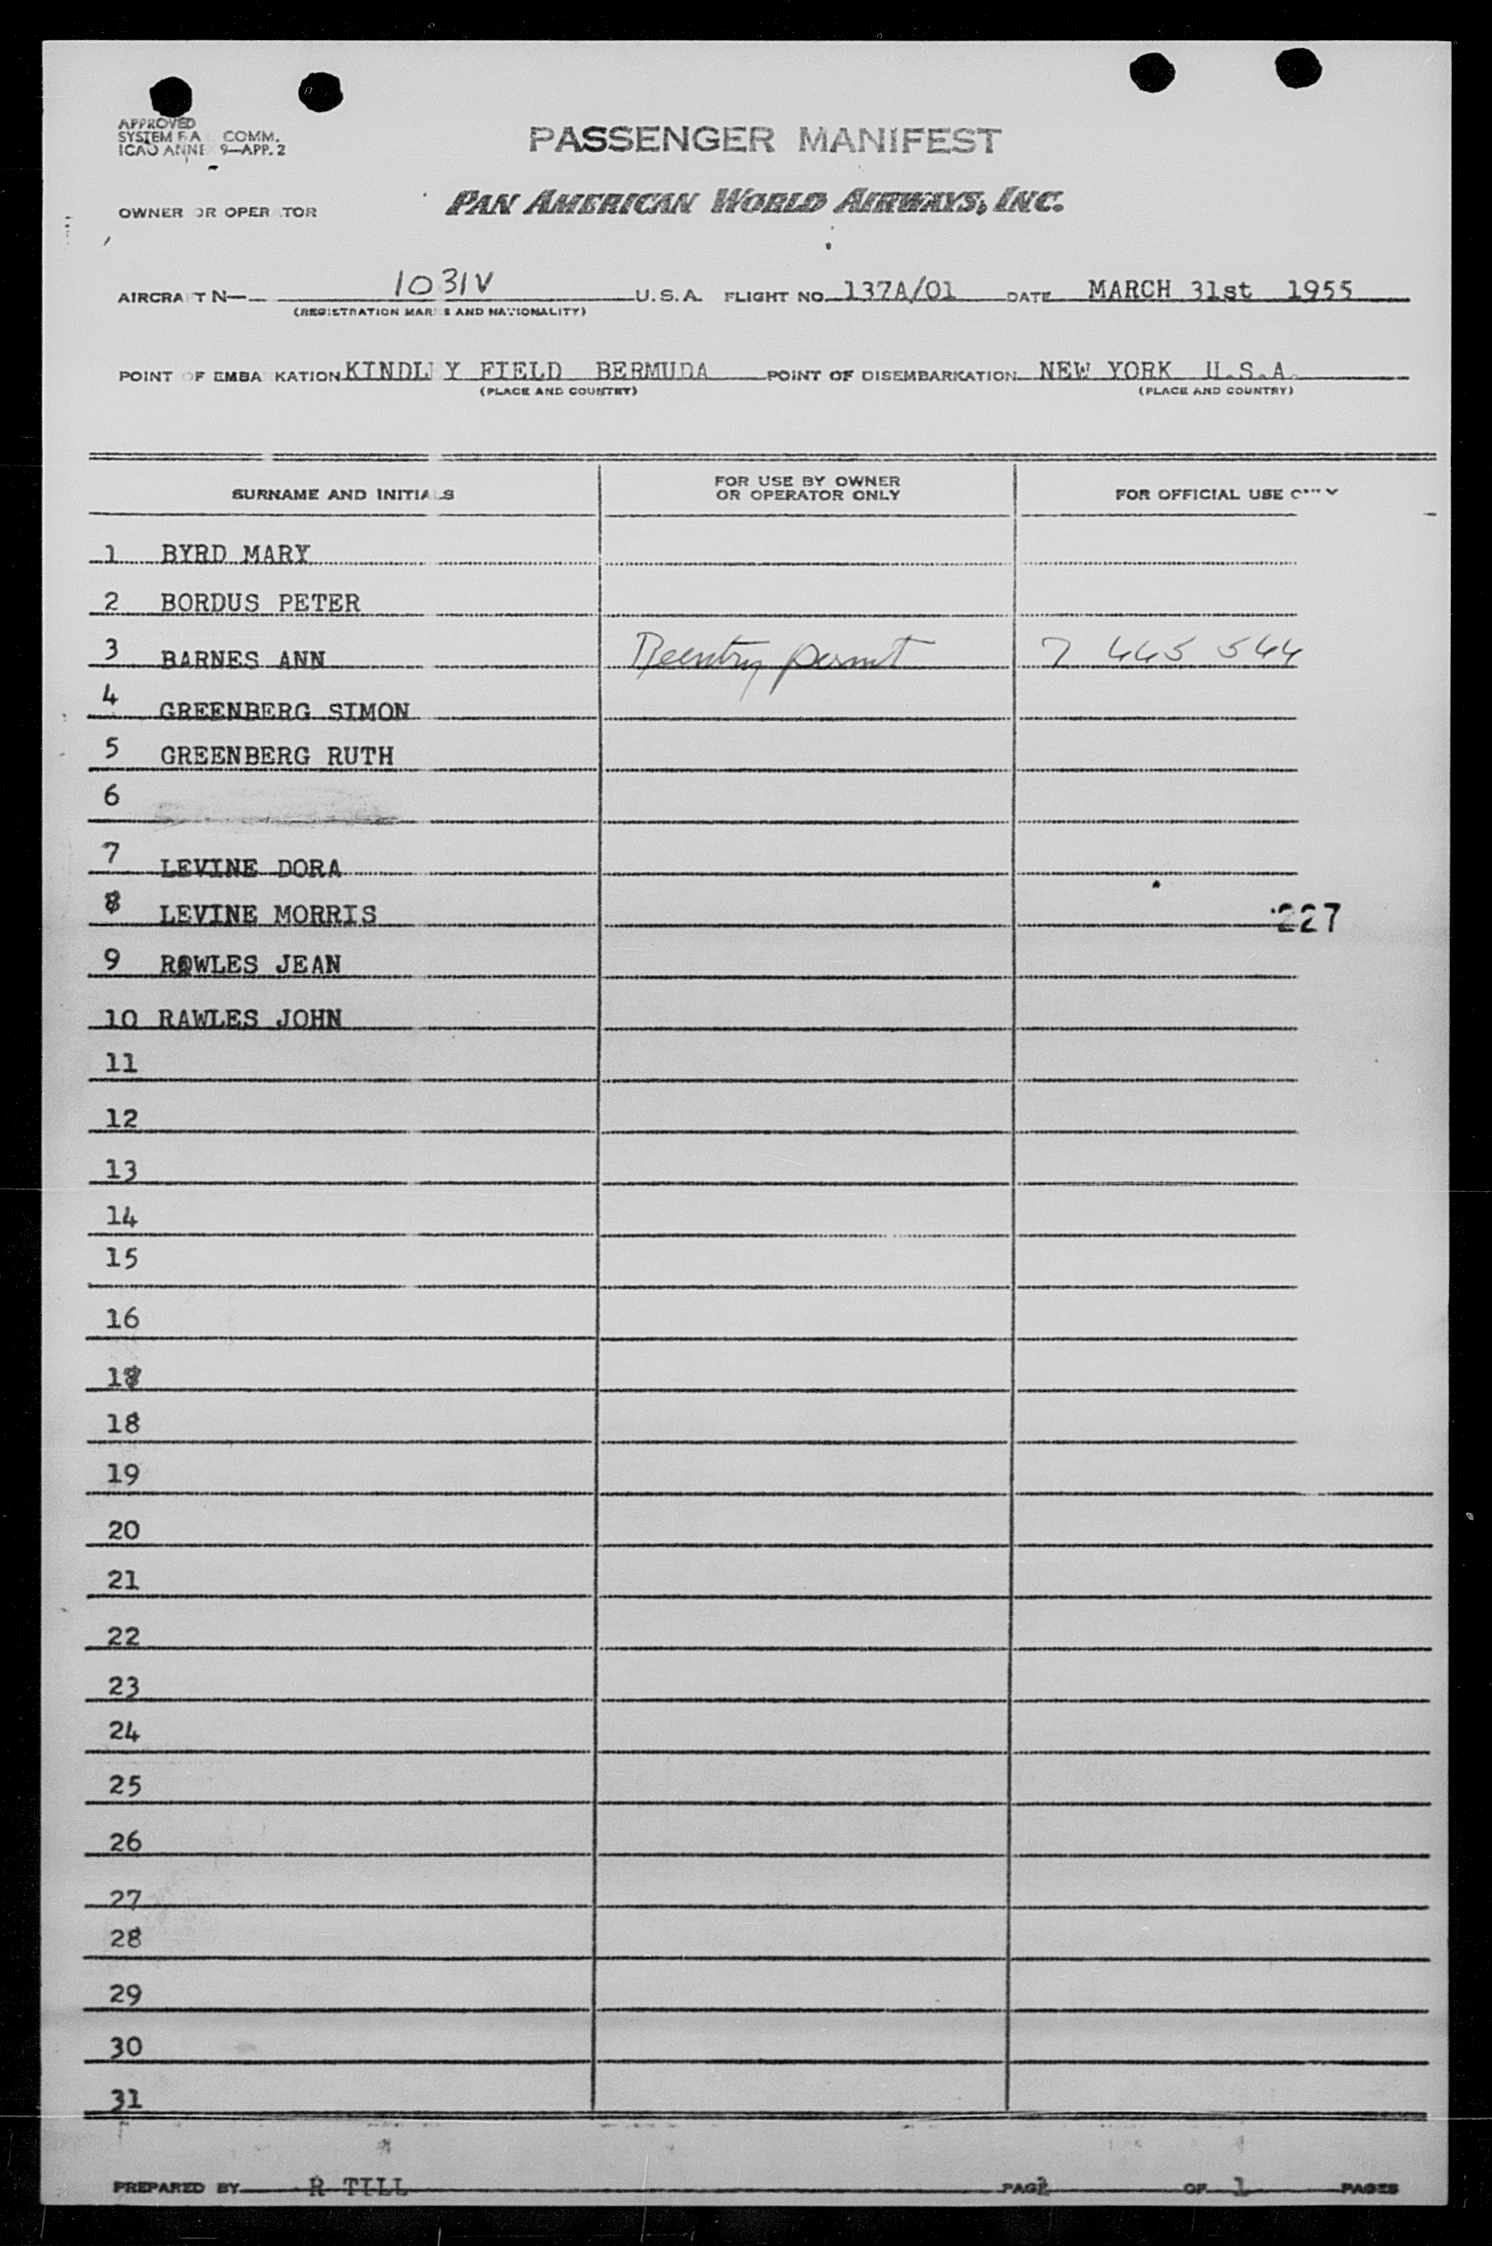 APPROVED
SYSTEM F A COMM.
ICAO ANNE 9—APP. 2
PASSENGER MANIFEST
OWNER OR OPER TOR PAN AMERICAN WORLD AIRWAYS, INC.
AIRCRA T N— 1031V U.S.A. FLIGHT NO. 137A/01 DATE MARCH 31st 1955
(REGISTRATION MARKS AND NATIONALITY)
POINT OF EMBA KATION KINDLEY FIELD BERMUDA POINT OF DISEMBARKATION NEW YORK U.S.A.
(PLACE AND COUNTRY) (PLACE AND COUNTRY)
SURNAME AND INITIALS FOR USE BY OWNER OR OPERATOR ONLY FOR OFFICIAL USE ONLY
1 BYRD MARY
2 BORDUS PETER
3 BARNES ANN Reentry permit 7 445 544
4 GREENBERG SIMON
5 GREENBERG RUTH
6
7 LEVINE DORA
8 LEVINE MORRIS 227
9 RAWLES JEAN
10 RAWLES JOHN
11
12
13
14
15
16
17
18
19
20
21
22
23
24
25
26
27
28
29
30
31
PREPARED BY R TILL PAGE 1 OF 1 PAGES